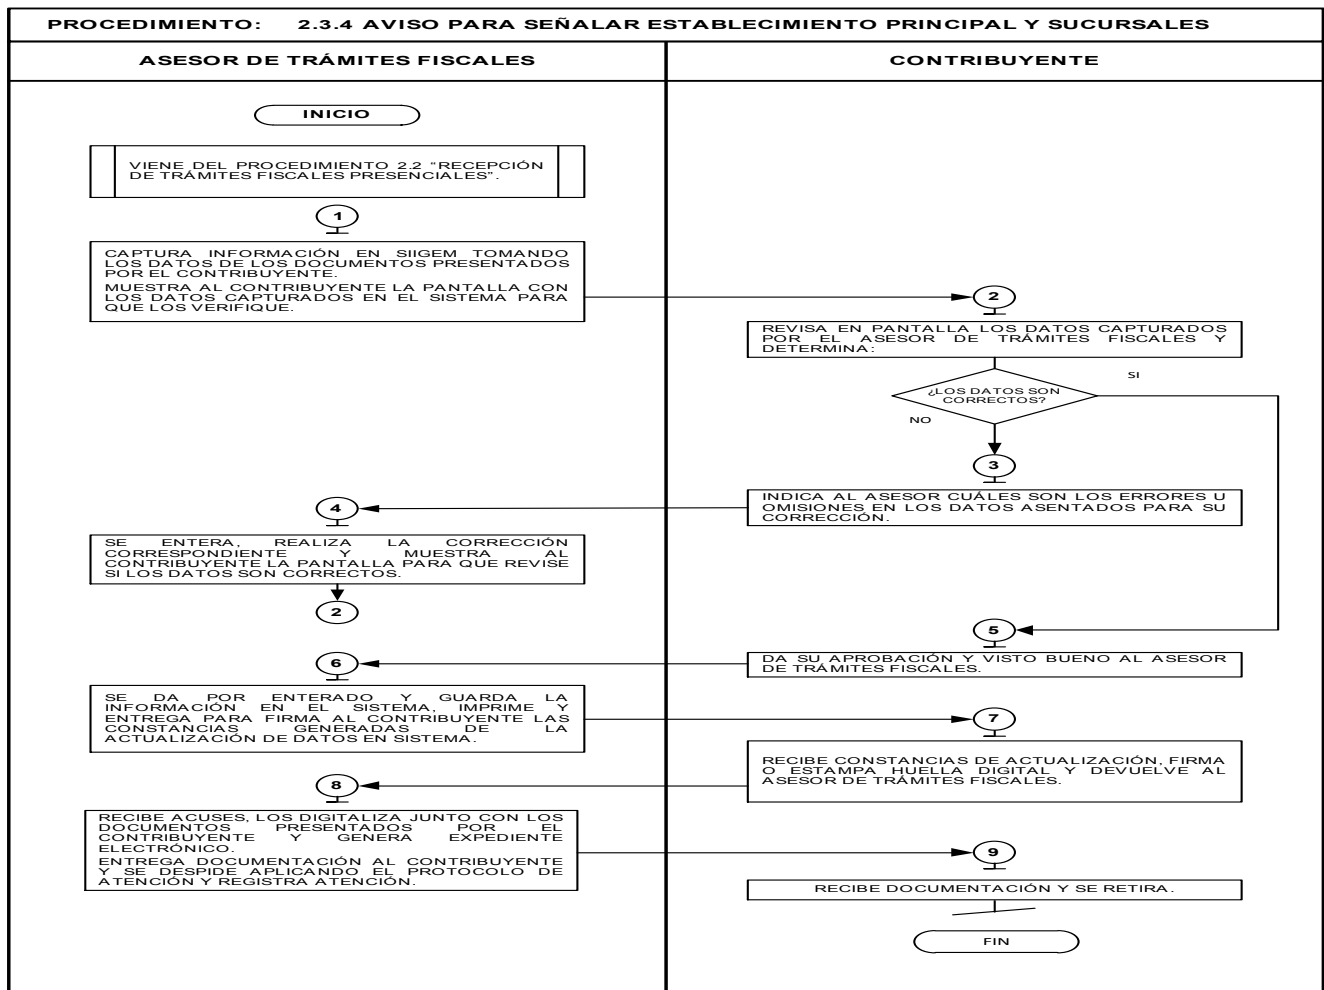 PROCEDIMIENTO: 2.3.4 AVISO PARA SEÑALAR ESTABLECIMIENTO PRINCIPAL Y SUCURSALES
ASESOR DE TRÁMITES FISCALES
CONTRIBUYENTE
INICIO
VIENE DEL PROCEDIMIENTO 2.2 "RECEPCIÓN
DE TRÁMITES FISCALES PRESENCIALES".
1
CAPTURA INFORMACIÓN EN SIIGEM TOMANDO
LOS DATOS DE LOS DOCUMENTOS PRESENTADOS
POR EL CONTRIBUYENTE.
MUESTRA AL CONTRIBUYENTE LA PANTALLA CON
LOS DATOS CAPTURADOS EN EL SISTEMA PARA
QUE LOS VERIFIQUE.
2
REVISA EN PANTALLA LOS DATOS CAPTURADOS
POR EL ASESOR DE TRÁMITES FISCALES Y
DETERMINA:
SI
¿LOS DATOS SON
CORRECTOS?
NO
3
INDICA AL ASESOR CUÁLES SON LOS ERRORES U
OMISIONES EN LOS DATOS ASENTADOS PARA SU
CORRECCIÓN.
4
SE ENTERA, REALIZA LA CORRECCIÓN
CORRESPONDIENTE Y MUESTRA AL
CONTRIBUYENTE LA PANTALLA PARA QUE REVISE
SI LOS DATOS SON CORRECTOS.
2
5
DA SU APROBACIÓN Y VISTO BUENO AL ASESOR
DE TRÁMITES FISCALES.
6
SE DA POR ENTERADO Y GUARDA LA
INFORMACIÓN EN EL SISTEMA, IMPRIME Y
ENTREGA PARA FIRMA AL CONTRIBUYENTE LAS
CONSTANCIAS GENERADAS DE LA
ACTUALIZACIÓN DE DATOS EN SISTEMA.
7
RECIBE CONSTANCIAS DE ACTUALIZACIÓN, FIRMA
O ESTAMPA HUELLA DIGITAL Y DEVUELVE AL
ASESOR DE TRÁMITES FISCALES.
8
RECIBE ACUSES, LOS DIGITALIZA JUNTO CON LOS
DOCUMENTOS PRESENTADOS POR EL
CONTRIBUYENTE Y GENERA EXPEDIENTE
ELECTRÓNICO.
ENTREGA DOCUMENTACIÓN AL CONTRIBUYENTE
Y SE DESPIDE APLICANDO EL PROTOCOLO DE
ATENCIÓN Y REGISTRA ATENCIÓN.
9
RECIBE DOCUMENTACIÓN Y SE RETIRA.
FIN